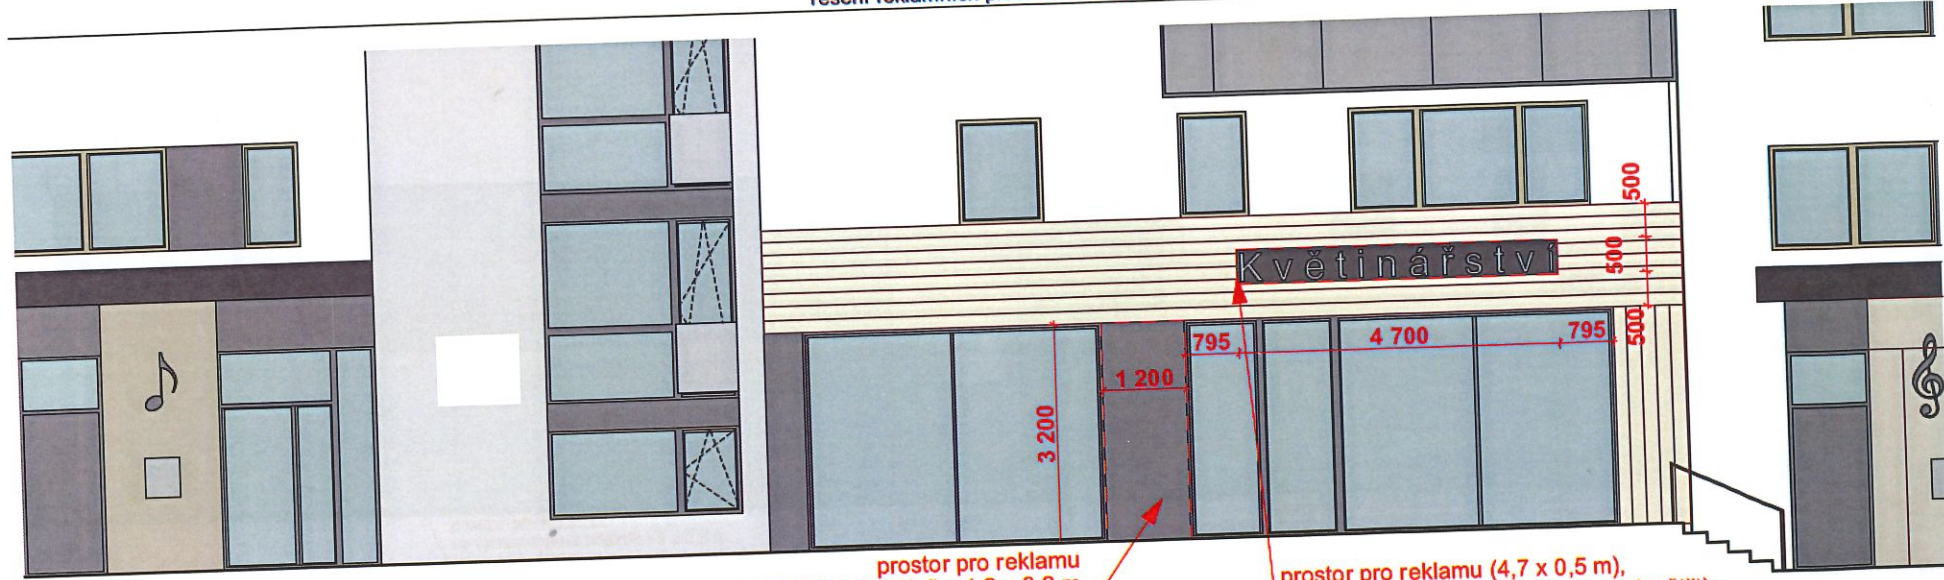 500
500
Květinářství
500
795
4 700
795
1 200
3 200
prostor pro reklamu
prostor pro reklamu (4,7 x 0,5 m),